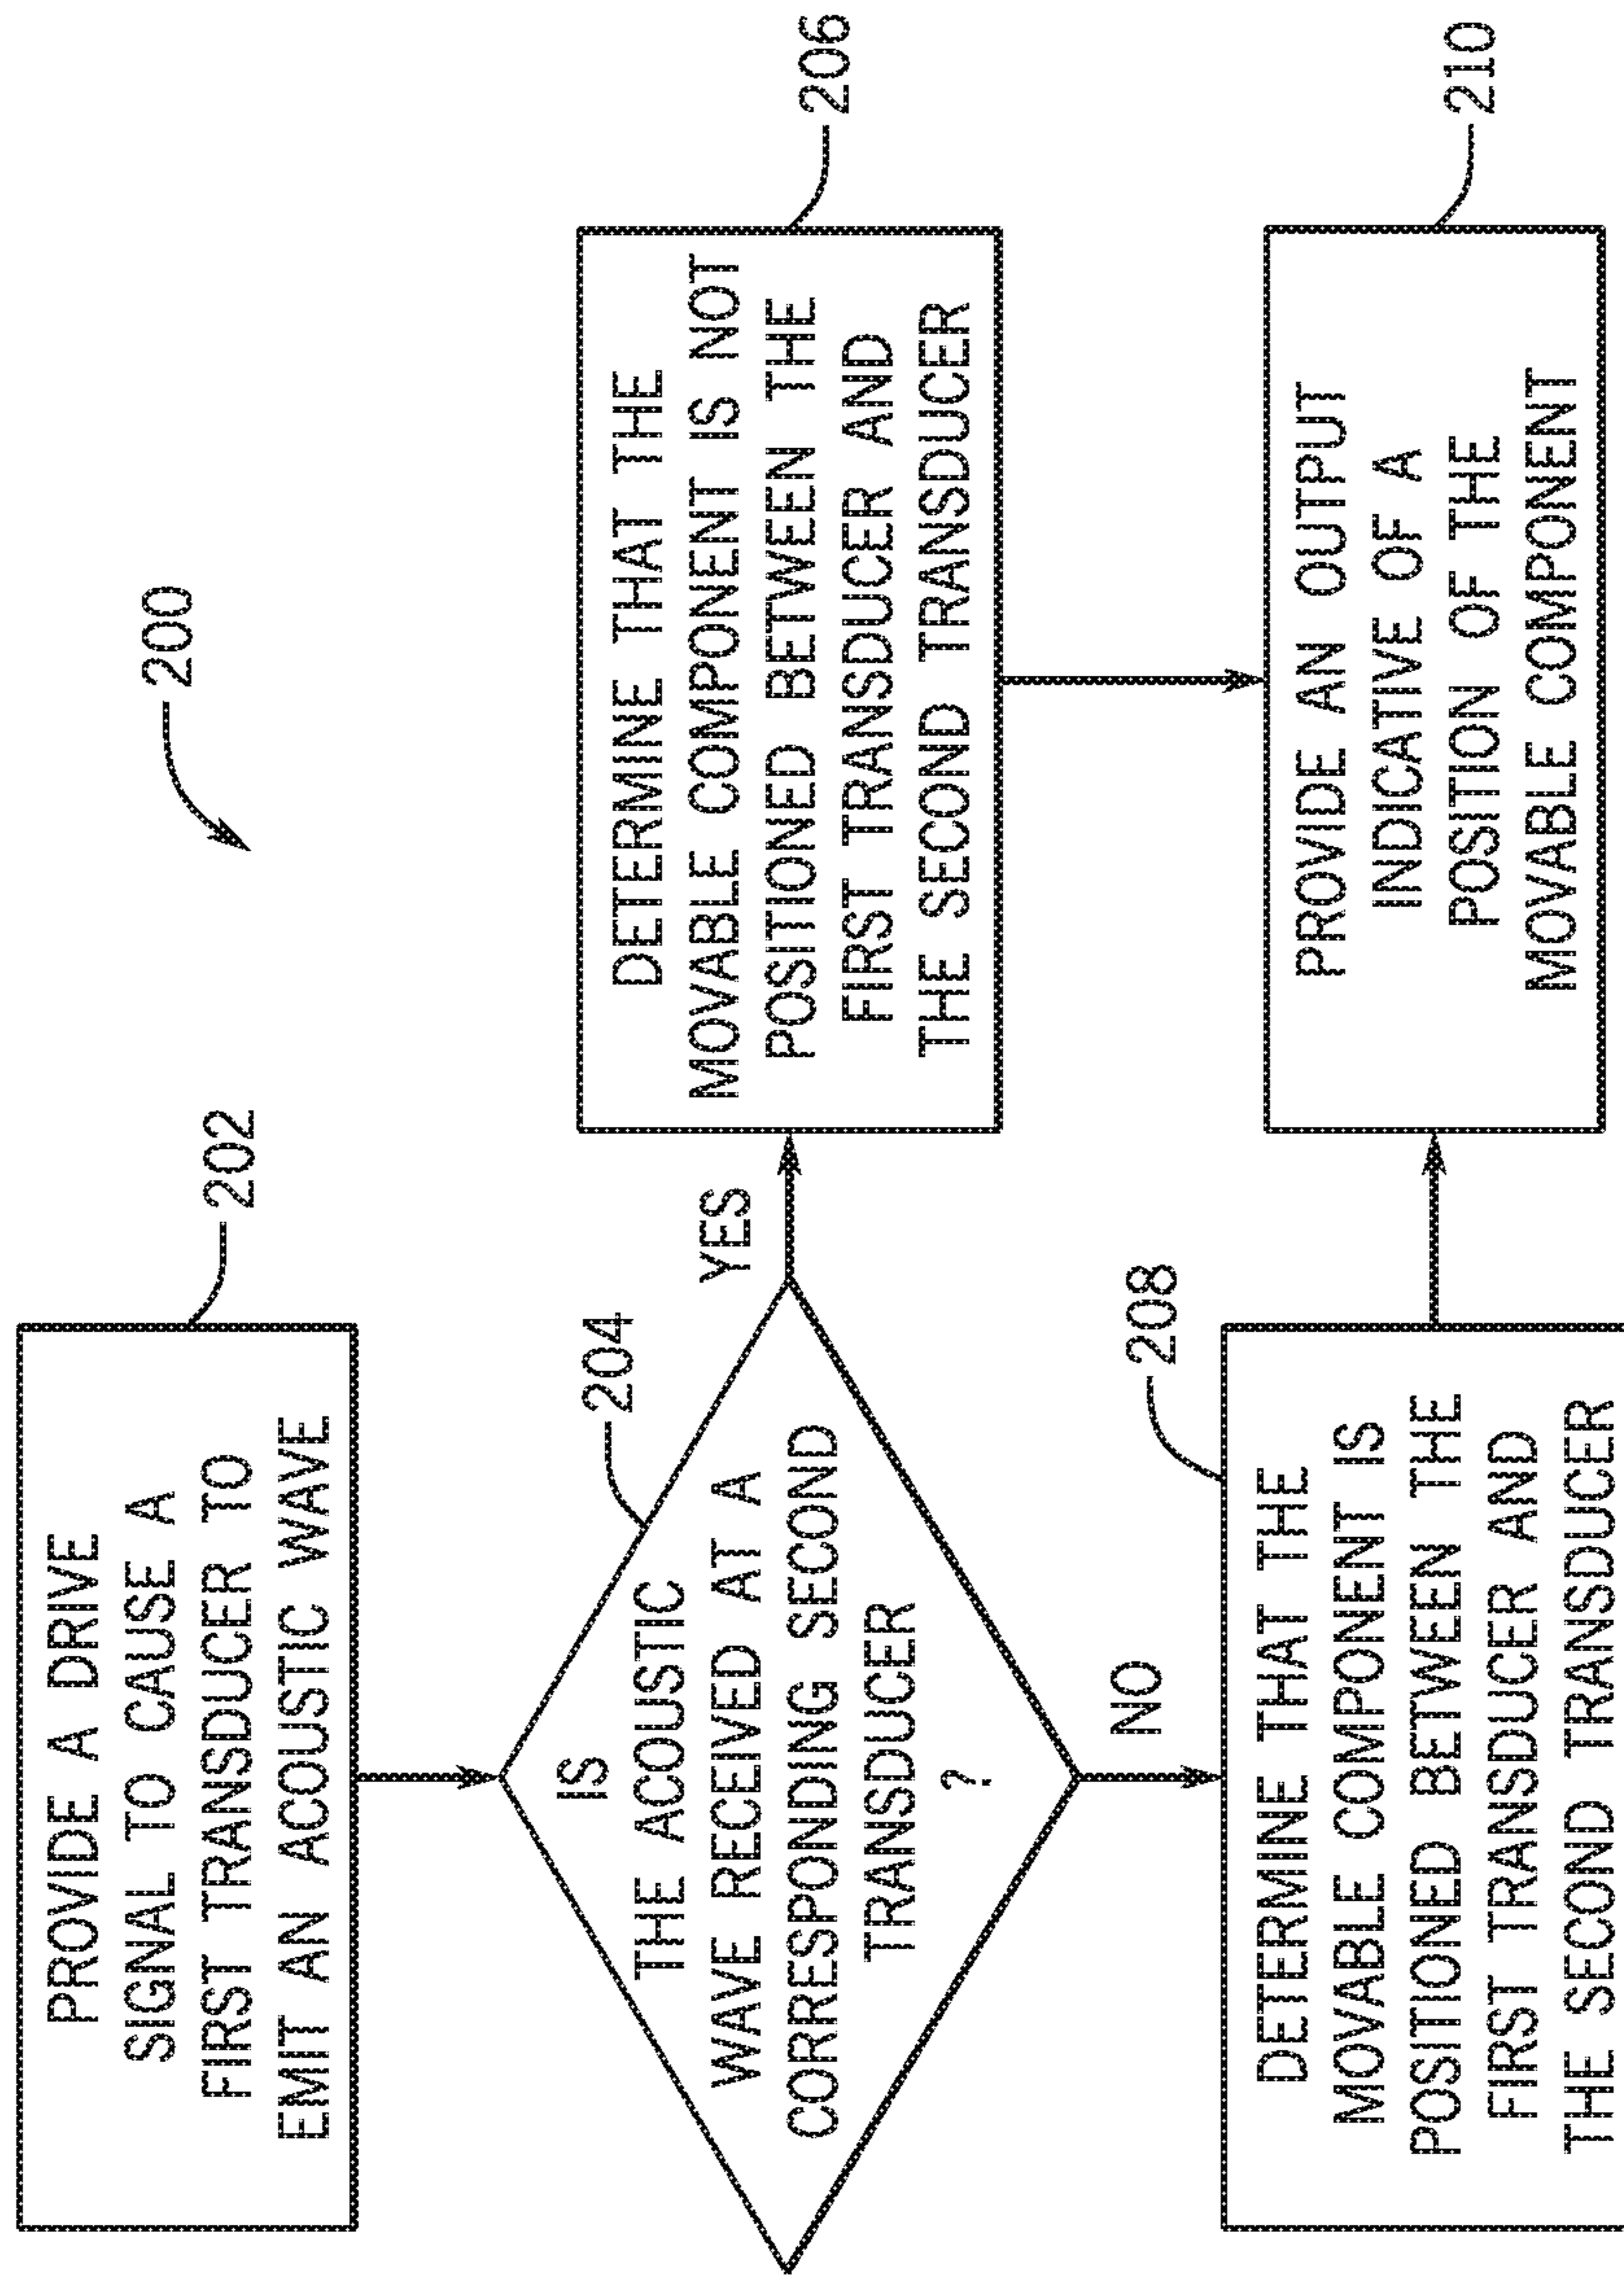 200
202
PROVIDE A DRIVE
SIGNAL TO CAUSE A
FIRST TRANSDUCER TO
EMIT AN ACOUSTIC WAVE
204
IS
THE ACOUSTIC
WAVE RECEIVED AT A
CORRESPONDING SECOND
TRANSDUCER
?
YES
NO
206
DETERMINE THAT THE
MOVABLE COMPONENT IS NOT
POSITIONED BETWEEN THE
FIRST TRANSDUCER AND
THE SECOND TRANSDUCER
208
DETERMINE THAT THE
MOVABLE COMPONENT IS
POSITIONED BETWEEN THE
FIRST TRANSDUCER AND
THE SECOND TRANSDUCER
210
PROVIDE AN OUTPUT
INDICATIVE OF A
POSITION OF THE
MOVABLE COMPONENT